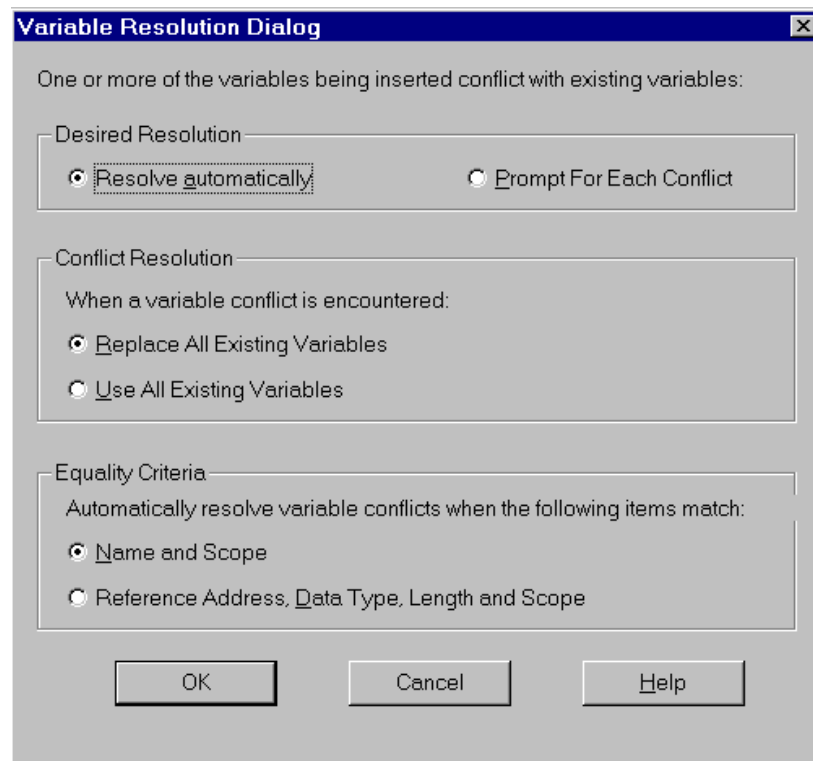 Variable Resolution Dialog
One or more of the variables being inserted conflict with existing variables:
Desired Resolution
Resolve automatically
Prompt For Each Conflict
Conflict Resolution
When a variable conflict is encountered:
Replace All Existing Variables
Use All Existing Variables
Equality Criteria
Automatically resolve variable conflicts when the following items match:
Name and Scope
Reference Address, Data Type, Length and Scope
OK
Cancel
Help